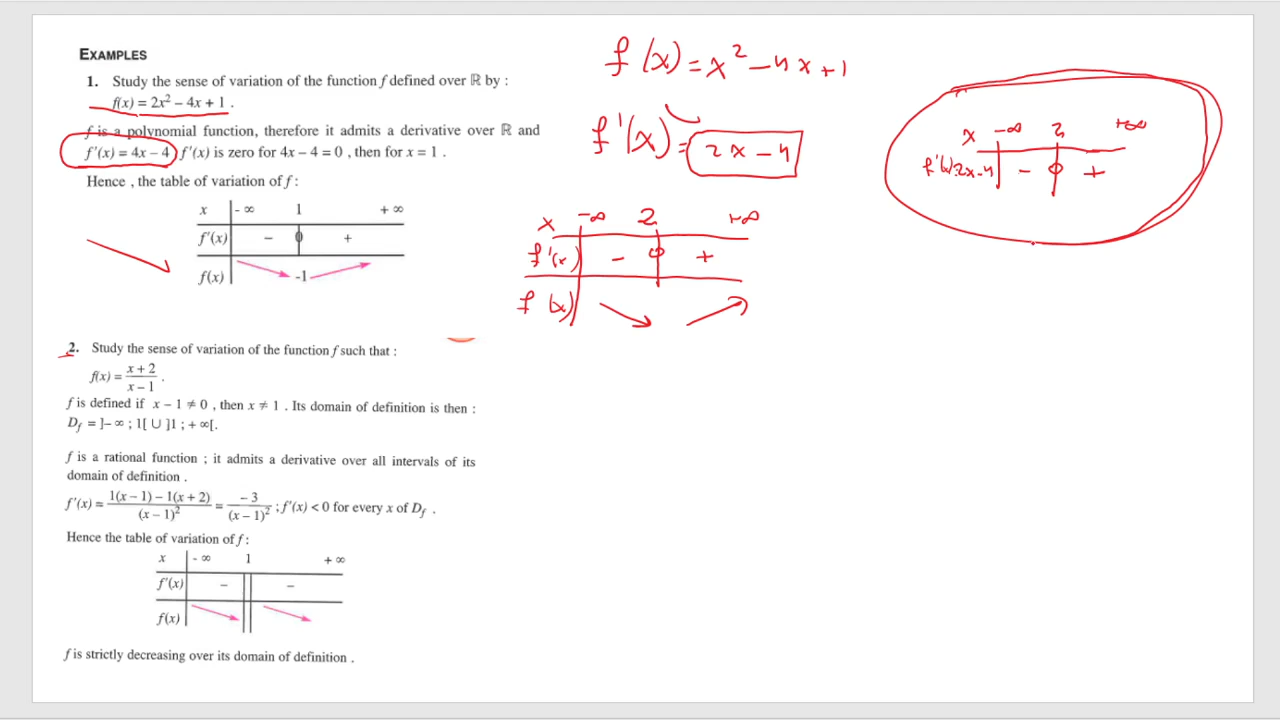 EXAMPLES
1. Study the sense of variation of the function f defined over ℝ by :
f(x) = 2x² – 4x + 1 .
f is a polynomial function, therefore it admits a derivative over ℝ and
f'(x) = 4x – 4 f'(x) is zero for 4x – 4 = 0 , then for x = 1 .
Hence , the table of variation of f :
x - ∞ 1 + ∞
f'(x) – 0 +
f(x) -1
2. Study the sense of variation of the function f such that :
f(x) = (x + 2)/(x – 1) .
f is defined if x – 1 ≠ 0 , then x ≠ 1 . Its domain of definition is then :
D_f = ]– ∞ ; 1[ ∪ ]1 ; + ∞[.
f is a rational function ; it admits a derivative over all intervals of its
domain of definition .
f'(x) = (1(x – 1) – 1(x + 2))/(x – 1)² = (– 3)/(x – 1)² ; f'(x) < 0 for every x of D_f .
Hence the table of variation of f :
x - ∞ 1 + ∞
f'(x) – –
f(x)
f is strictly decreasing over its domain of definition .
f(x) = x² – 4x + 1
f'(x) = 2x – 4
x -∞ 2 +∞
f'(x) – 0 +
f(x)
x -∞ 2 +∞
f'(x) 2x-4 – 0 +